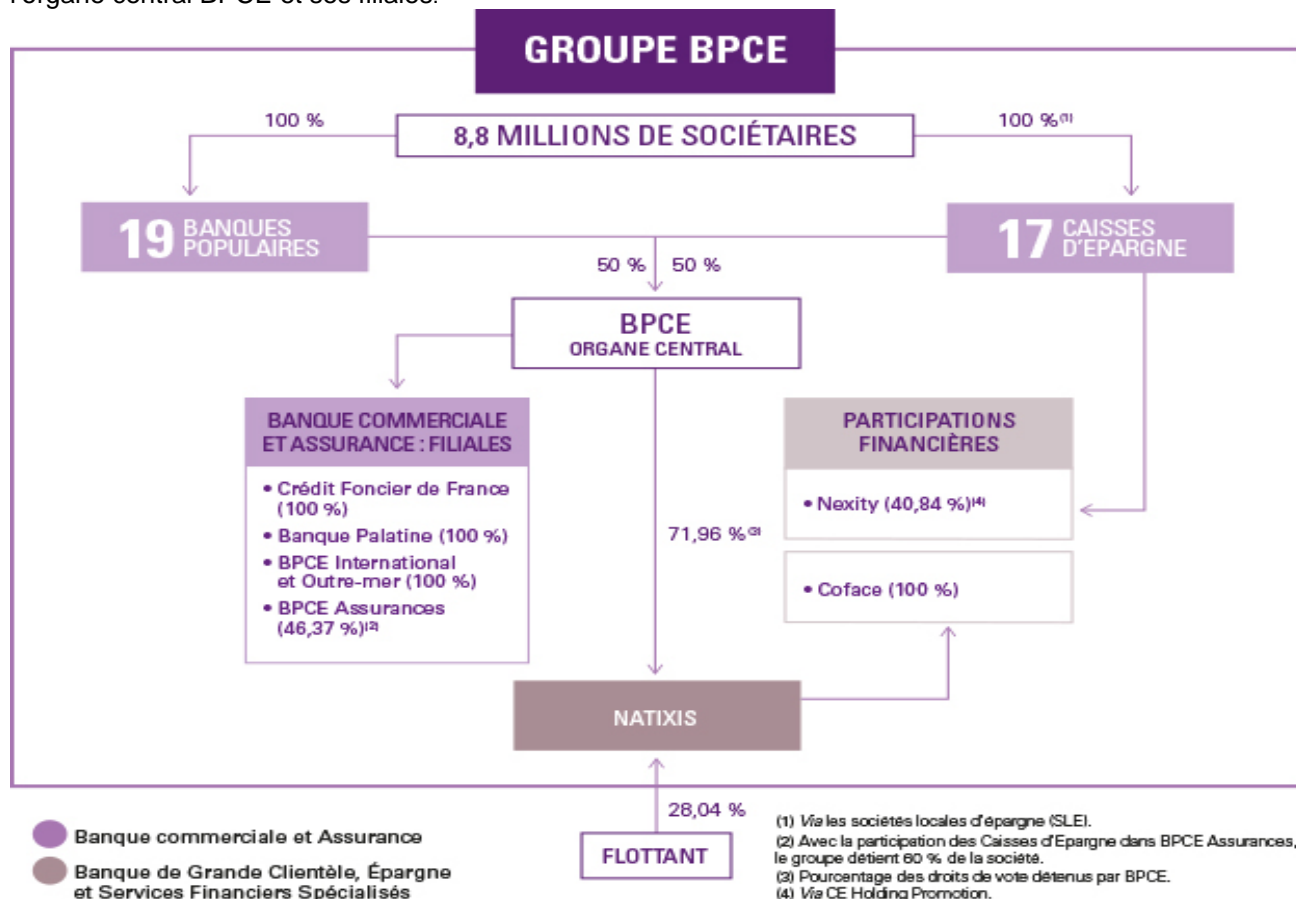 l'organe central BPCE et ses filiales.
GROUPE BPCE
100 %
8,8 MILLIONS DE SOCIÉTAIRES
100 %(1)
19 BANQUES
POPULAIRES
17 CAISSES
D'EPARGNE
50 % 50 %
BPCE
ORGANE CENTRAL
BANQUE COMMERCIALE
ET ASSURANCE : FILIALES
• Crédit Foncier de France
(100 %)
• Banque Palatine (100 %)
• BPCE International
et Outre-mer (100 %)
• BPCE Assurances
(46,37 %)(2)
71,96 %(3)
PARTICIPATIONS
FINANCIÈRES
• Nexity (40,84 %)(4)
• Coface (100 %)
NATIXIS
28,04 %
FLOTTANT
Banque commerciale et Assurance
Banque de Grande Clientèle, Épargne
et Services Financiers Spécialisés
(1) Via les sociétés locales d'épargne (SLE).
(2) Avec la participation des Caisses d'Epargne dans BPCE Assurances,
le groupe détient 60 % de la société.
(3) Pourcentage des droits de vote détenus par BPCE.
(4) Via CE Holding Promotion.